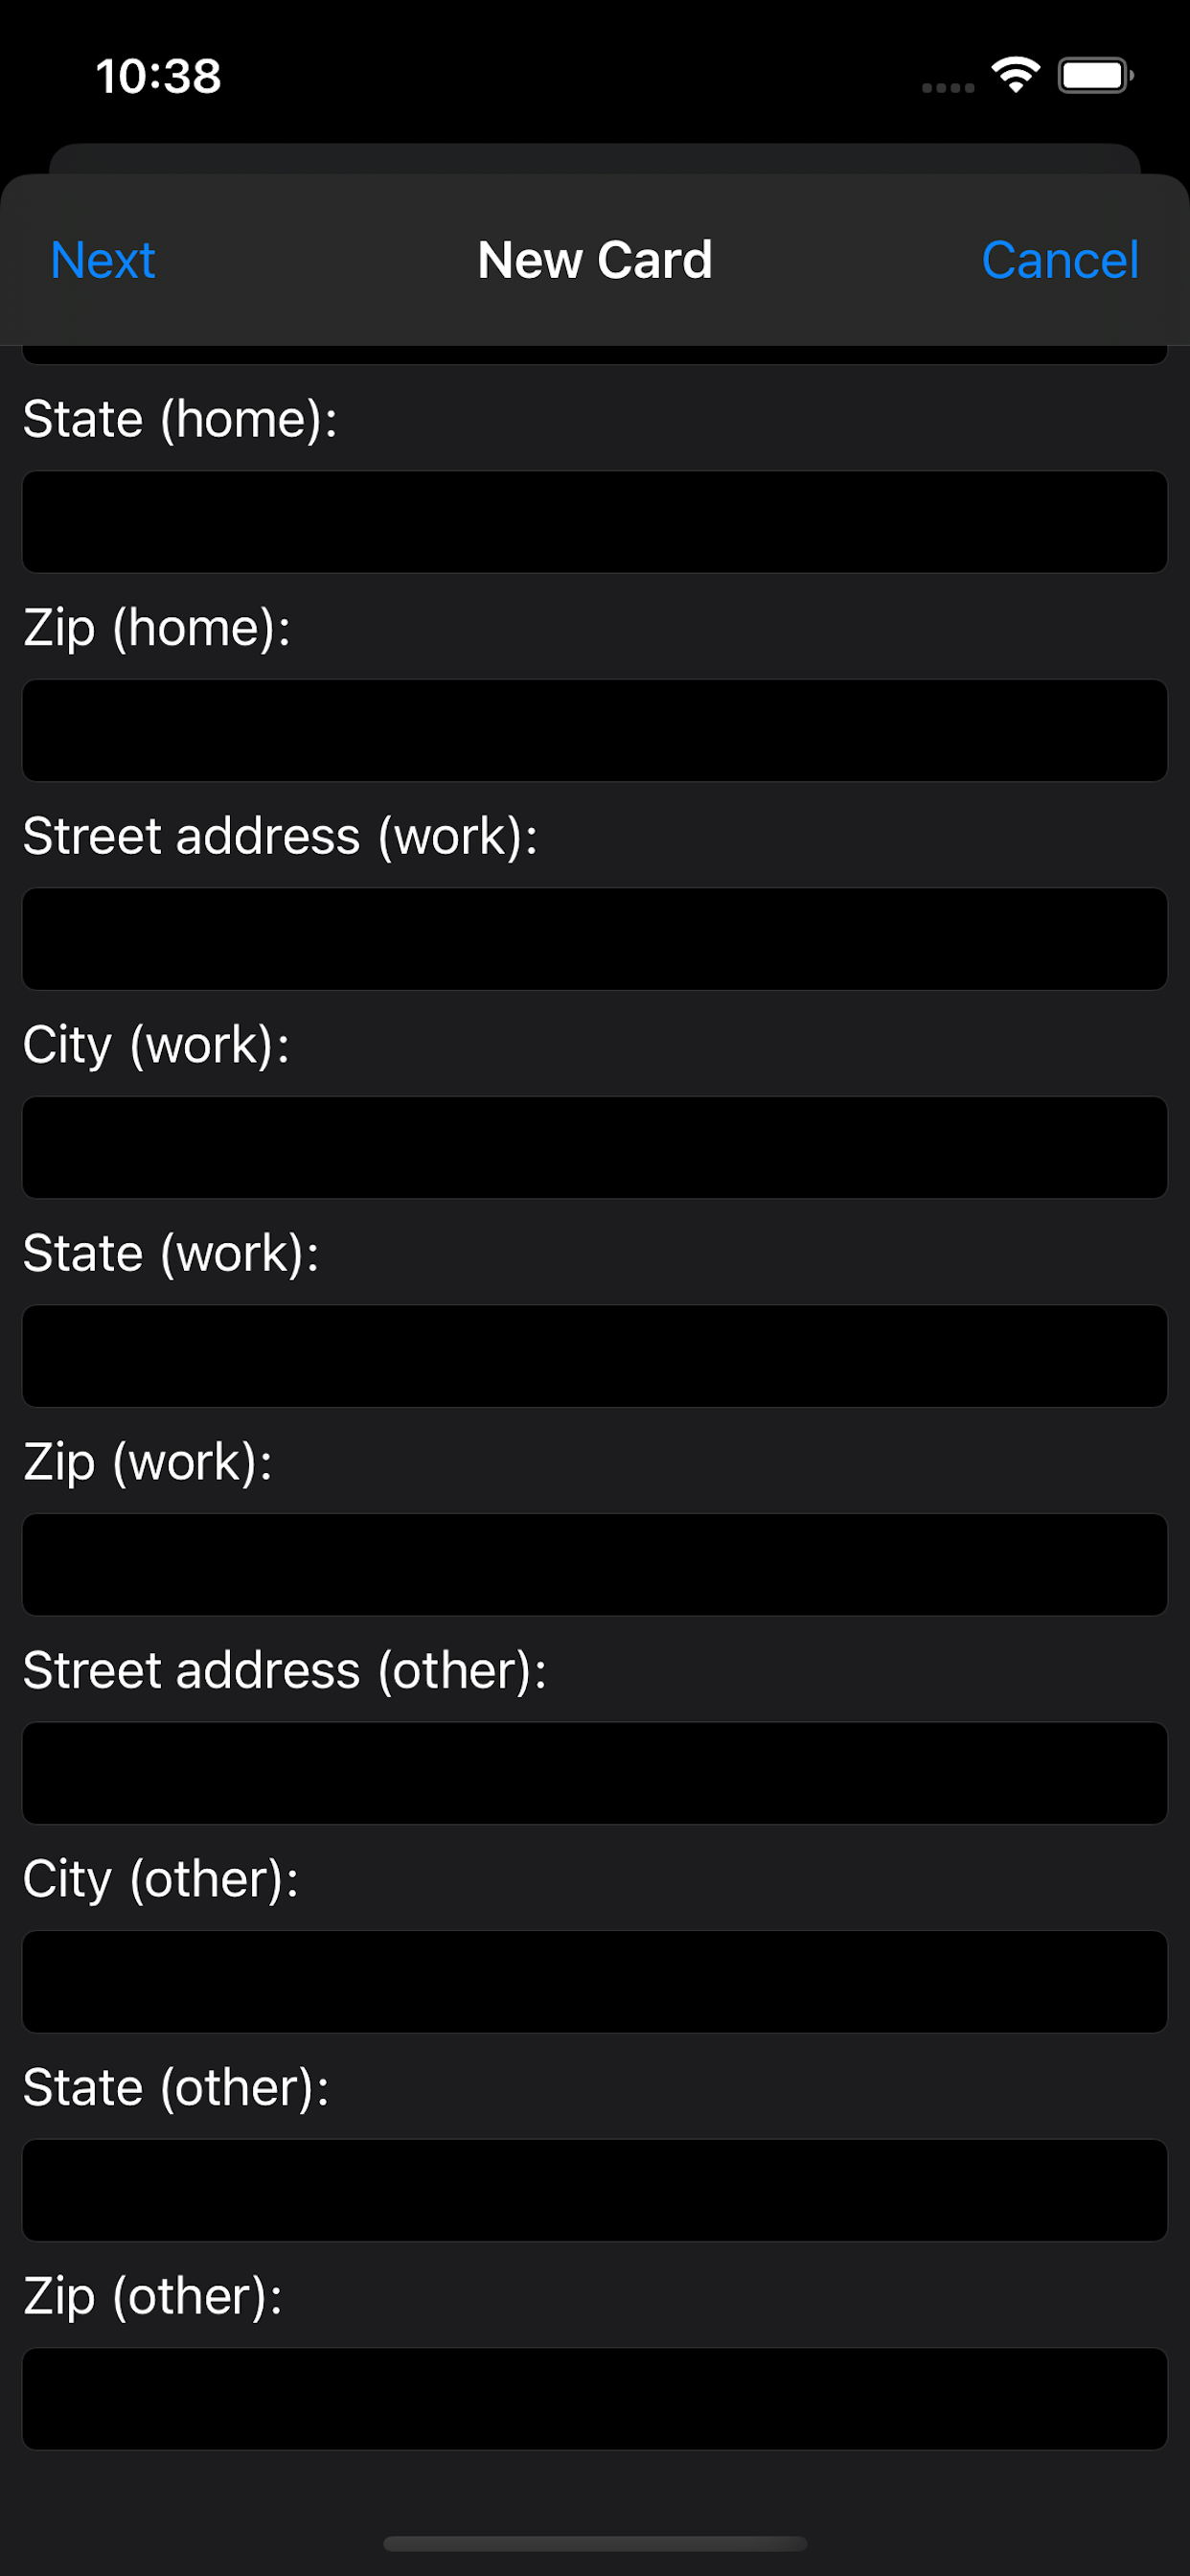 10:38
Next New Card Cancel
State (home):
Zip (home):
Street address (work):
City (work):
State (work):
Zip (work):
Street address (other):
City (other):
State (other):
Zip (other):